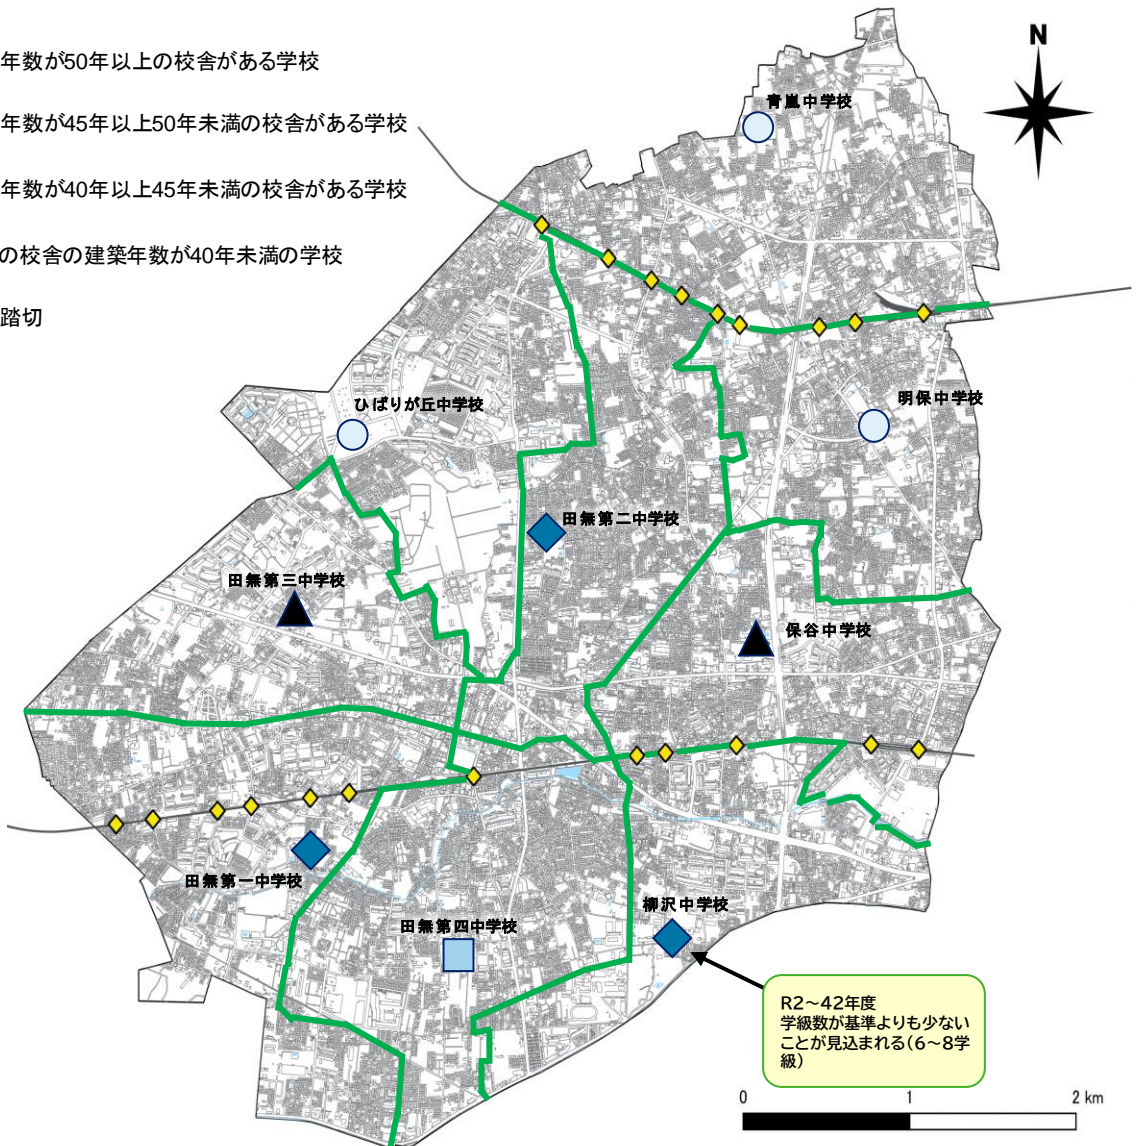 年数が50年以上の校舎がある学校
年数が45年以上50年未満の校舎がある学校
年数が40年以上45年未満の校舎がある学校
の校舎の建築年数が40年未満の学校
踏切
N
青嵐中学校
ひばりが丘中学校
明保中学校
田無第二中学校
田無第三中学校
保谷中学校
田無第一中学校
田無第四中学校
柳沢中学校
R2～42年度
学級数が基準よりも少ない
ことが見込まれる（6～8学
級）
0 1 2 km